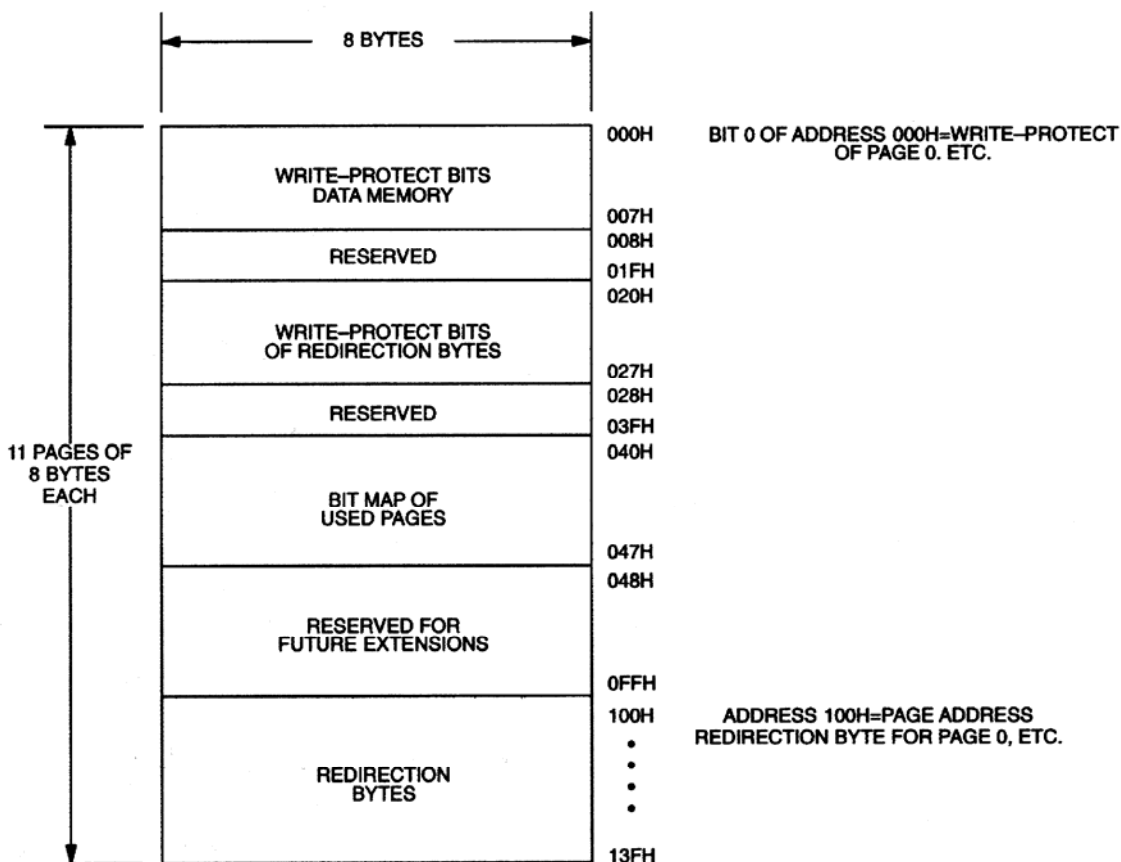 8 BYTES
000H
BIT 0 OF ADDRESS 000H=WRITE–PROTECT
OF PAGE 0. ETC.
WRITE–PROTECT BITS
DATA MEMORY
007H
008H
RESERVED
01FH
020H
WRITE–PROTECT BITS
OF REDIRECTION BYTES
027H
028H
RESERVED
03FH
11 PAGES OF
8 BYTES
EACH
040H
BIT MAP OF
USED PAGES
047H
048H
RESERVED FOR
FUTURE EXTENSIONS
0FFH
100H
ADDRESS 100H=PAGE ADDRESS
REDIRECTION BYTE FOR PAGE 0, ETC.
REDIRECTION
BYTES
13FH